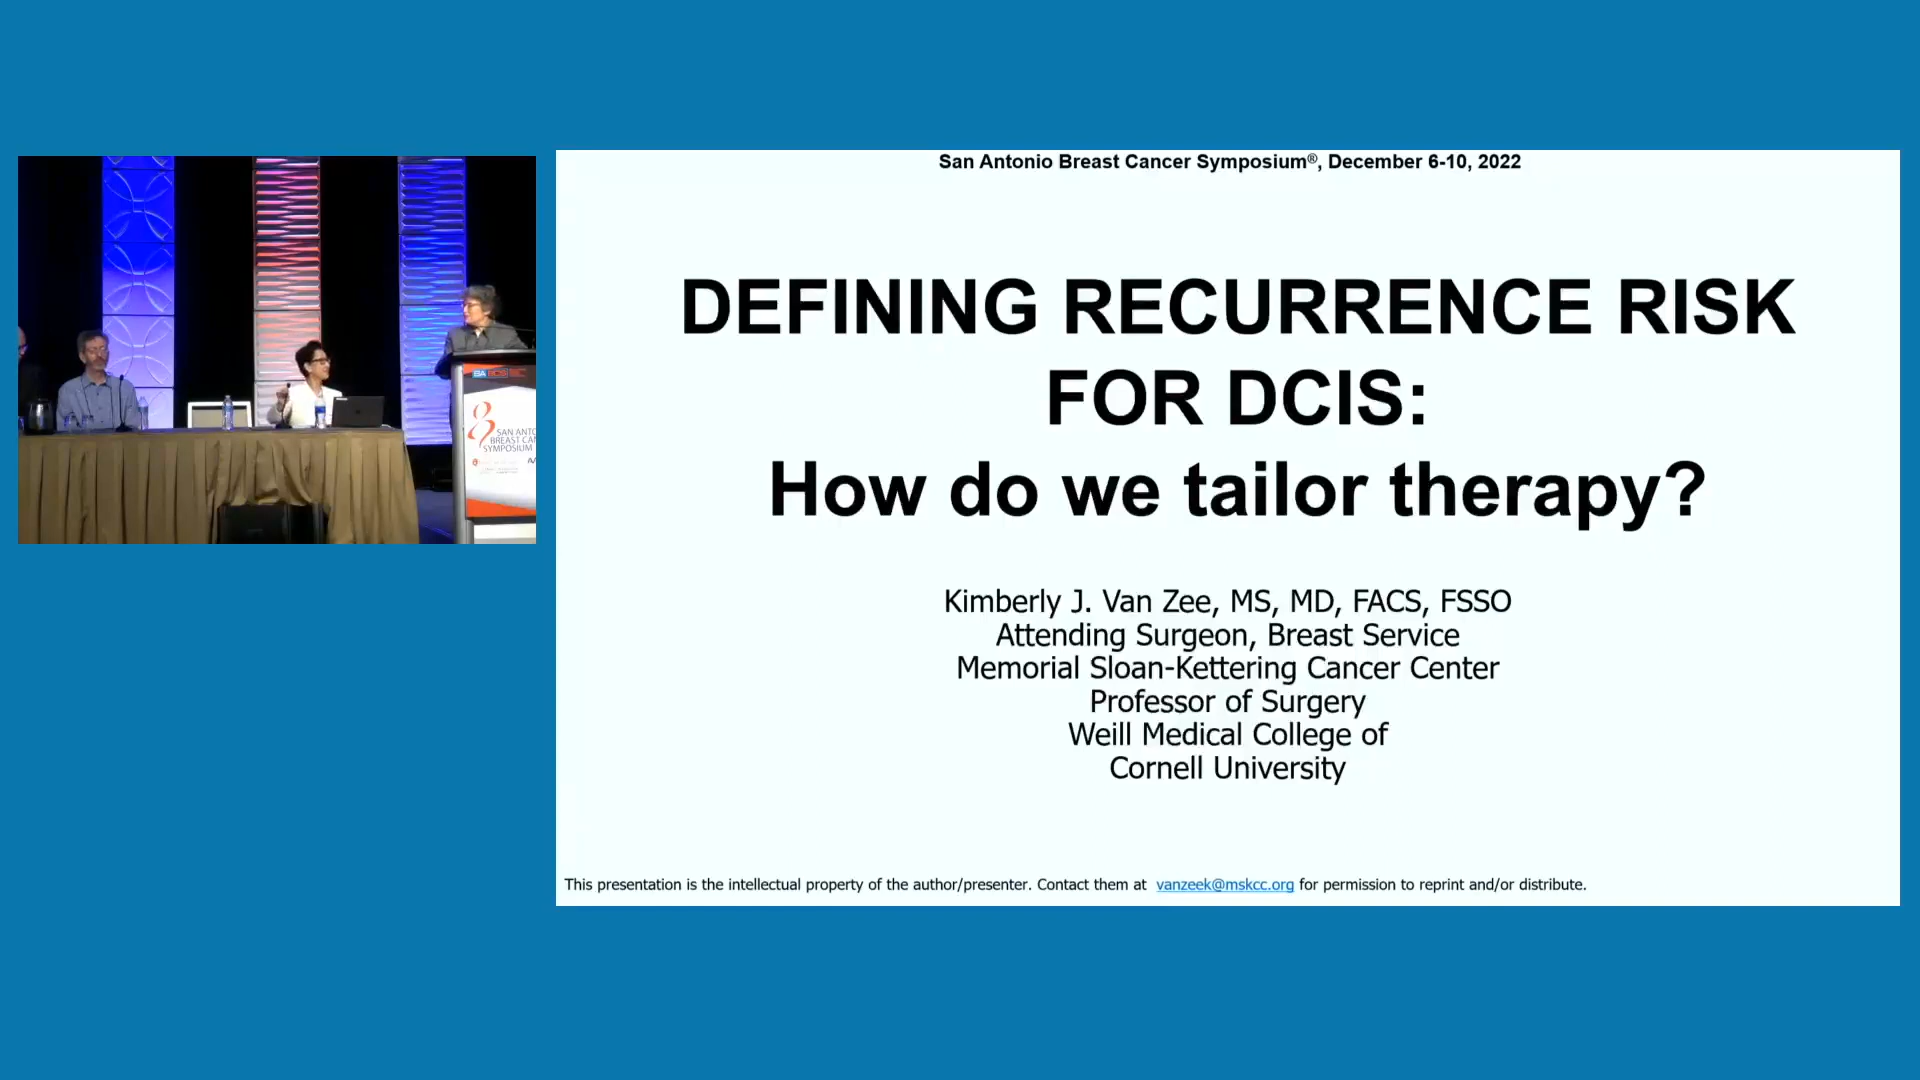 San Antonio Breast Cancer Symposium®, December 6-10, 2022
DEFINING RECURRENCE RISK
FOR DCIS:
How do we tailor therapy?
Kimberly J. Van Zee, MS, MD, FACS, FSSO
Attending Surgeon, Breast Service
Memorial Sloan-Kettering Cancer Center
Professor of Surgery
Weill Medical College of
Cornell University
This presentation is the intellectual property of the author/presenter. Contact them at vanzeek@mskcc.org for permission to reprint and/or distribute.
SAN
BREAST
SYMPOSIUM